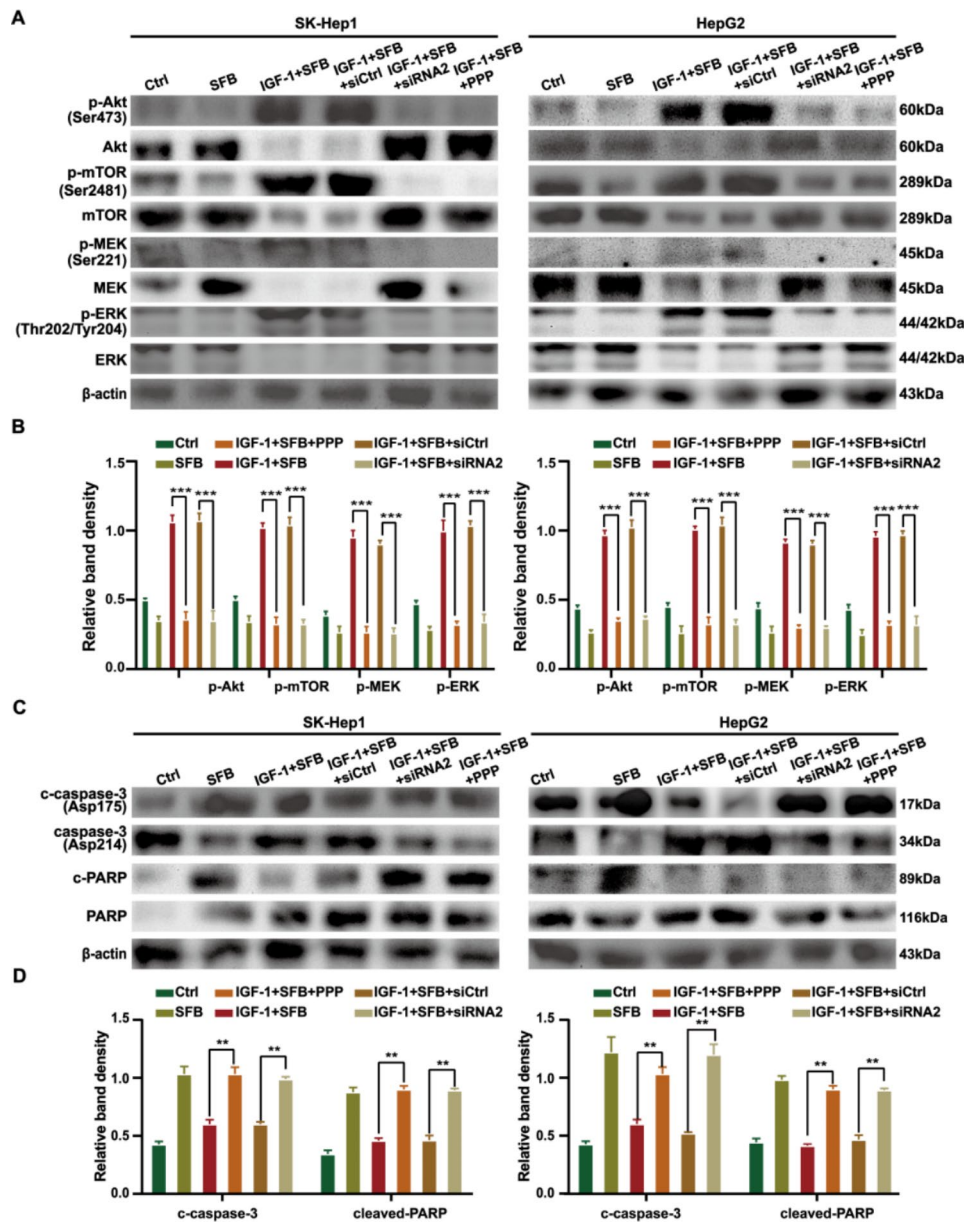 A
SK-Hep1
HepG2
Ctrl
SFB
IGF-1+SFB
IGF-1+SFB
+siCtrl
IGF-1+SFB
+siRNA2
IGF-1+SFB
+PPP
Ctrl
SFB
IGF-1+SFB
IGF-1+SFB
+siCtrl
IGF-1+SFB
+siRNA2
IGF-1+SFB
+PPP
p-Akt
(Ser473)
60kDa
Akt
60kDa
p-mTOR
(Ser2481)
289kDa
mTOR
289kDa
p-MEK
(Ser221)
45kDa
MEK
45kDa
p-ERK
(Thr202/Tyr204)
44/42kDa
ERK
44/42kDa
β-actin
43kDa
B
Ctrl IGF-1+SFB+PPP IGF-1+SFB+siCtrl
SFB IGF-1+SFB IGF-1+SFB+siRNA2
Relative band density
1.5
1.0
0.5
0.0
*** *** *** *** *** *** *** ***
p-Akt p-mTOR p-MEK p-ERK
Ctrl IGF-1+SFB+PPP IGF-1+SFB+siCtrl
SFB IGF-1+SFB IGF-1+SFB+siRNA2
Relative band density
1.5
1.0
0.5
0.0
*** *** *** *** *** *** *** ***
p-Akt p-mTOR p-MEK p-ERK
C
SK-Hep1
HepG2
Ctrl
SFB
IGF-1+SFB
IGF-1+SFB
+siCtrl
IGF-1+SFB
+siRNA2
IGF-1+SFB
+PPP
Ctrl
SFB
IGF-1+SFB
IGF-1+SFB
+siCtrl
IGF-1+SFB
+siRNA2
IGF-1+SFB
+PPP
c-caspase-3
(Asp175)
17kDa
caspase-3
(Asp214)
34kDa
c-PARP
89kDa
PARP
116kDa
β-actin
43kDa
D
Ctrl IGF-1+SFB+PPP IGF-1+SFB+siCtrl
SFB IGF-1+SFB IGF-1+SFB+siRNA2
Relative band density
1.5
1.0
0.5
0.0
** ** ** **
c-caspase-3 cleaved-PARP
Ctrl IGF-1+SFB+PPP IGF-1+SFB+siCtrl
SFB IGF-1+SFB IGF-1+SFB+siRNA2
Relative band density
1.5
1.0
0.5
0.0
** ** ** **
c-caspase-3 cleaved-PARP